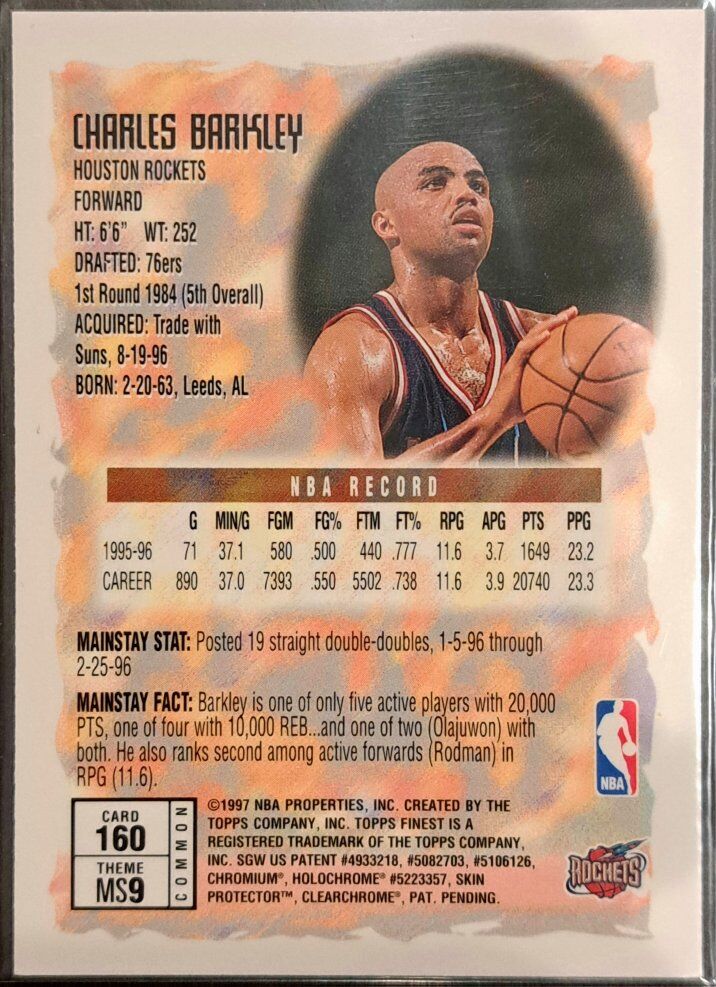 CHARLES BARKLEY
HOUSTON ROCKETS
FORWARD
HT: 6'6" WT: 252
DRAFTED: 76ers
1st Round 1984 (5th Overall)
ACQUIRED: Trade with
Suns, 8-19-96
BORN: 2-20-63, Leeds, AL
NBA RECORD
G MIN/G FGM FG% FTM FT% RPG APG PTS PPG
1995-96 71 37.1 580 .500 440 .777 11.6 3.7 1649 23.2
CAREER 890 37.0 7393 .550 5502 .738 11.6 3.9 20740 23.3
MAINSTAY STAT: Posted 19 straight double-doubles, 1-5-96 through
2-25-96
MAINSTAY FACT: Barkley is one of only five active players with 20,000
PTS, one of four with 10,000 REB...and one of two (Olajuwon) with
both. He also ranks second among active forwards (Rodman) in
RPG (11.6).
NBA
CARD
160
THEME
MS9
COMMON
©1997 NBA PROPERTIES, INC. CREATED BY THE
TOPPS COMPANY, INC. TOPPS FINEST IS A
REGISTERED TRADEMARK OF THE TOPPS COMPANY,
INC. SGW US PATENT #4933218, #5082703, #5106126,
CHROMIUM®, HOLOCHROME® #5223357, SKIN
PROTECTOR™, CLEARCHROME®, PAT. PENDING.
ROCKETS